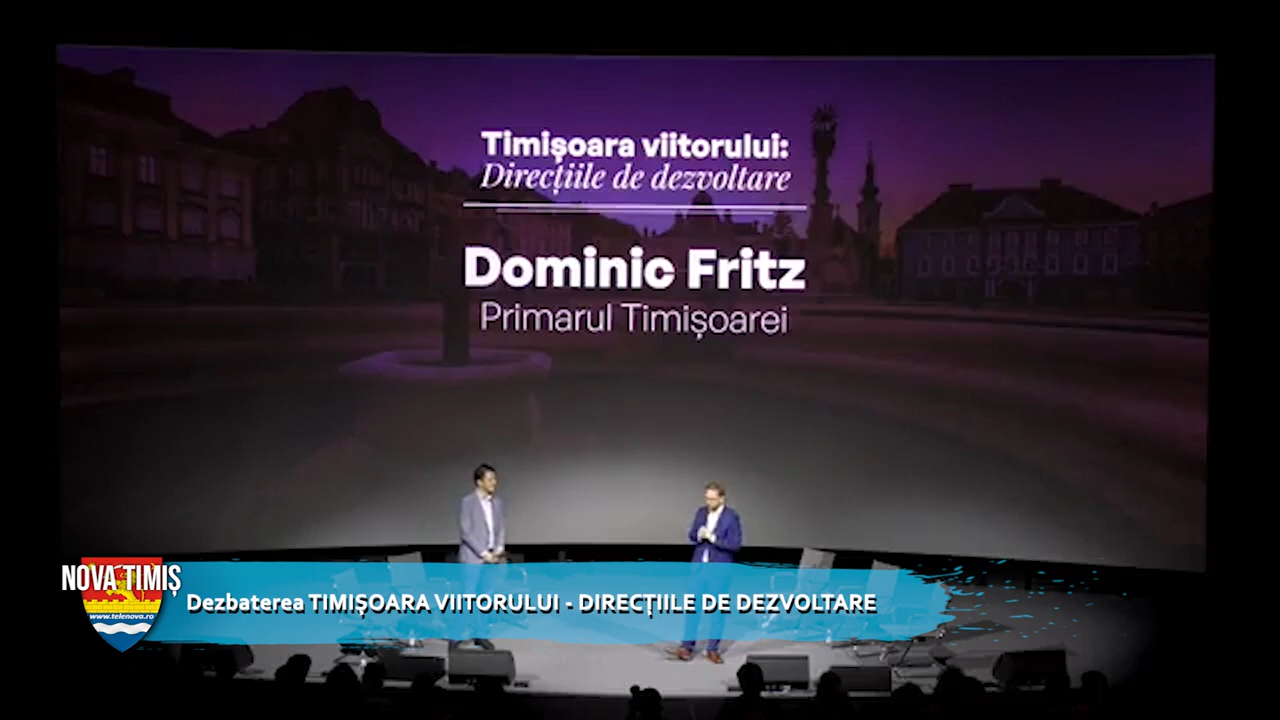 Timișoara viitorului:
Direcțiile de dezvoltare
Dominic Fritz
Primarul Timișoarei
NOVA TIMIȘ
www.telenova.ro
Dezbaterea TIMIȘOARA VIITORULUI - DIRECȚIILE DE DEZVOLTARE